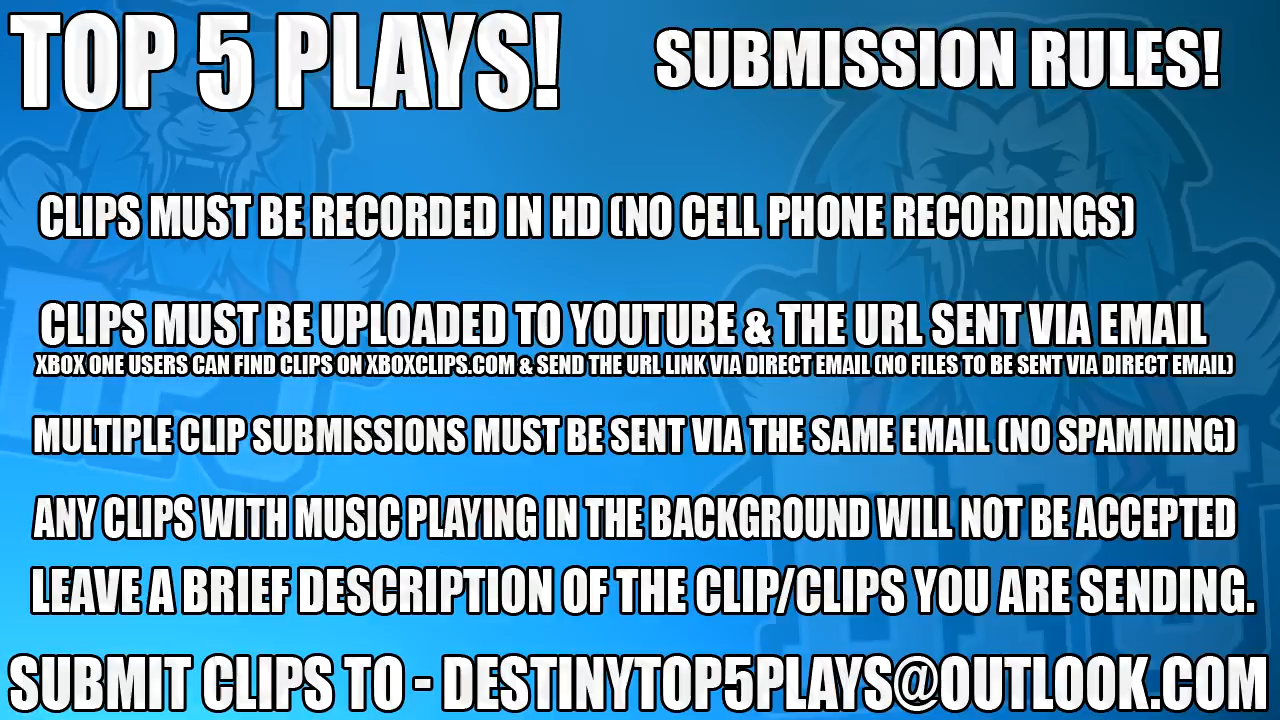 TOP 5 PLAYS!
SUBMISSION RULES!
CLIPS MUST BE RECORDED IN HD (NO CELL PHONE RECORDINGS)
CLIPS MUST BE UPLOADED TO YOUTUBE & THE URL SENT VIA EMAIL
XBOX ONE USERS CAN FIND CLIPS ON XBOXCLIPS.COM & SEND THE URL LINK VIA DIRECT EMAIL (NO FILES TO BE SENT VIA DIRECT EMAIL)
MULTIPLE CLIP SUBMISSIONS MUST BE SENT VIA THE SAME EMAIL (NO SPAMMING)
ANY CLIPS WITH MUSIC PLAYING IN THE BACKGROUND WILL NOT BE ACCEPTED
LEAVE A BRIEF DESCRIPTION OF THE CLIP/CLIPS YOU ARE SENDING.
SUBMIT CLIPS TO - DESTINYTOP5PLAYS@OUTLOOK.COM